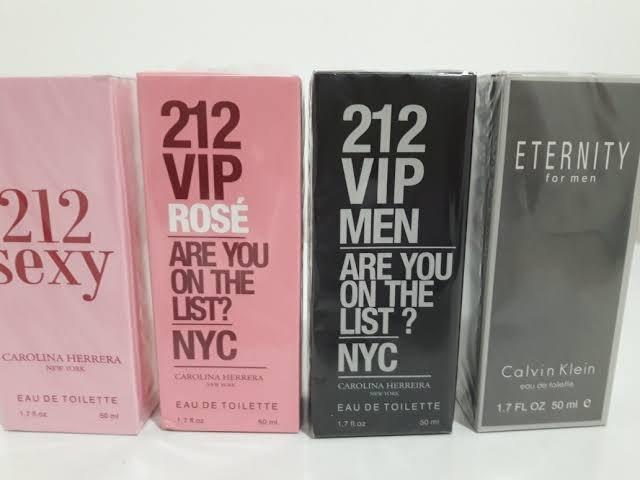 212
sexy
CAROLINA HERRERA
NEW YORK
EAU DE TOILETTE
1.7 fl.oz 50 ml
212
VIP
ROSÉ
ARE YOU
ON THE
LIST?
NYC
CAROLINA HERRERA
NEW YORK
EAU DE TOILETTE
1.7 fl.oz 50 ml
212
VIP
MEN
ARE YOU
ON THE
LIST ?
NYC
CAROLINA HERREIRA
NEW YORK
EAU DE TOILETTE
1.7 fl.oz 50 ml
ETERNITY
for men
Calvin Klein
eau de toilette
1.7 FL OZ 50 ml e